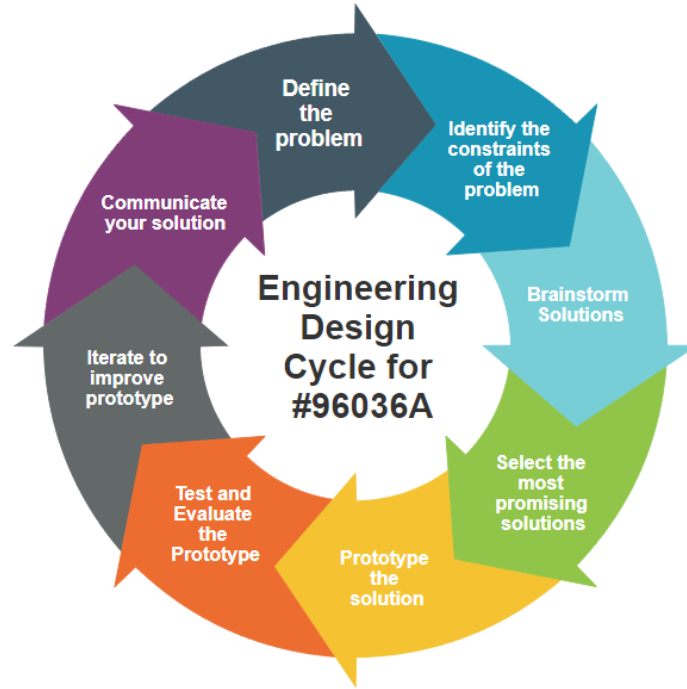 Define
the
problem
Identify the
constraints
of the
problem
Brainstorm
Solutions
Select the
most
promising
solutions
Prototype
the
solution
Test and
Evaluate
the
Prototype
Iterate to
improve
prototype
Communicate
your solution
Engineering
Design
Cycle for
#96036A